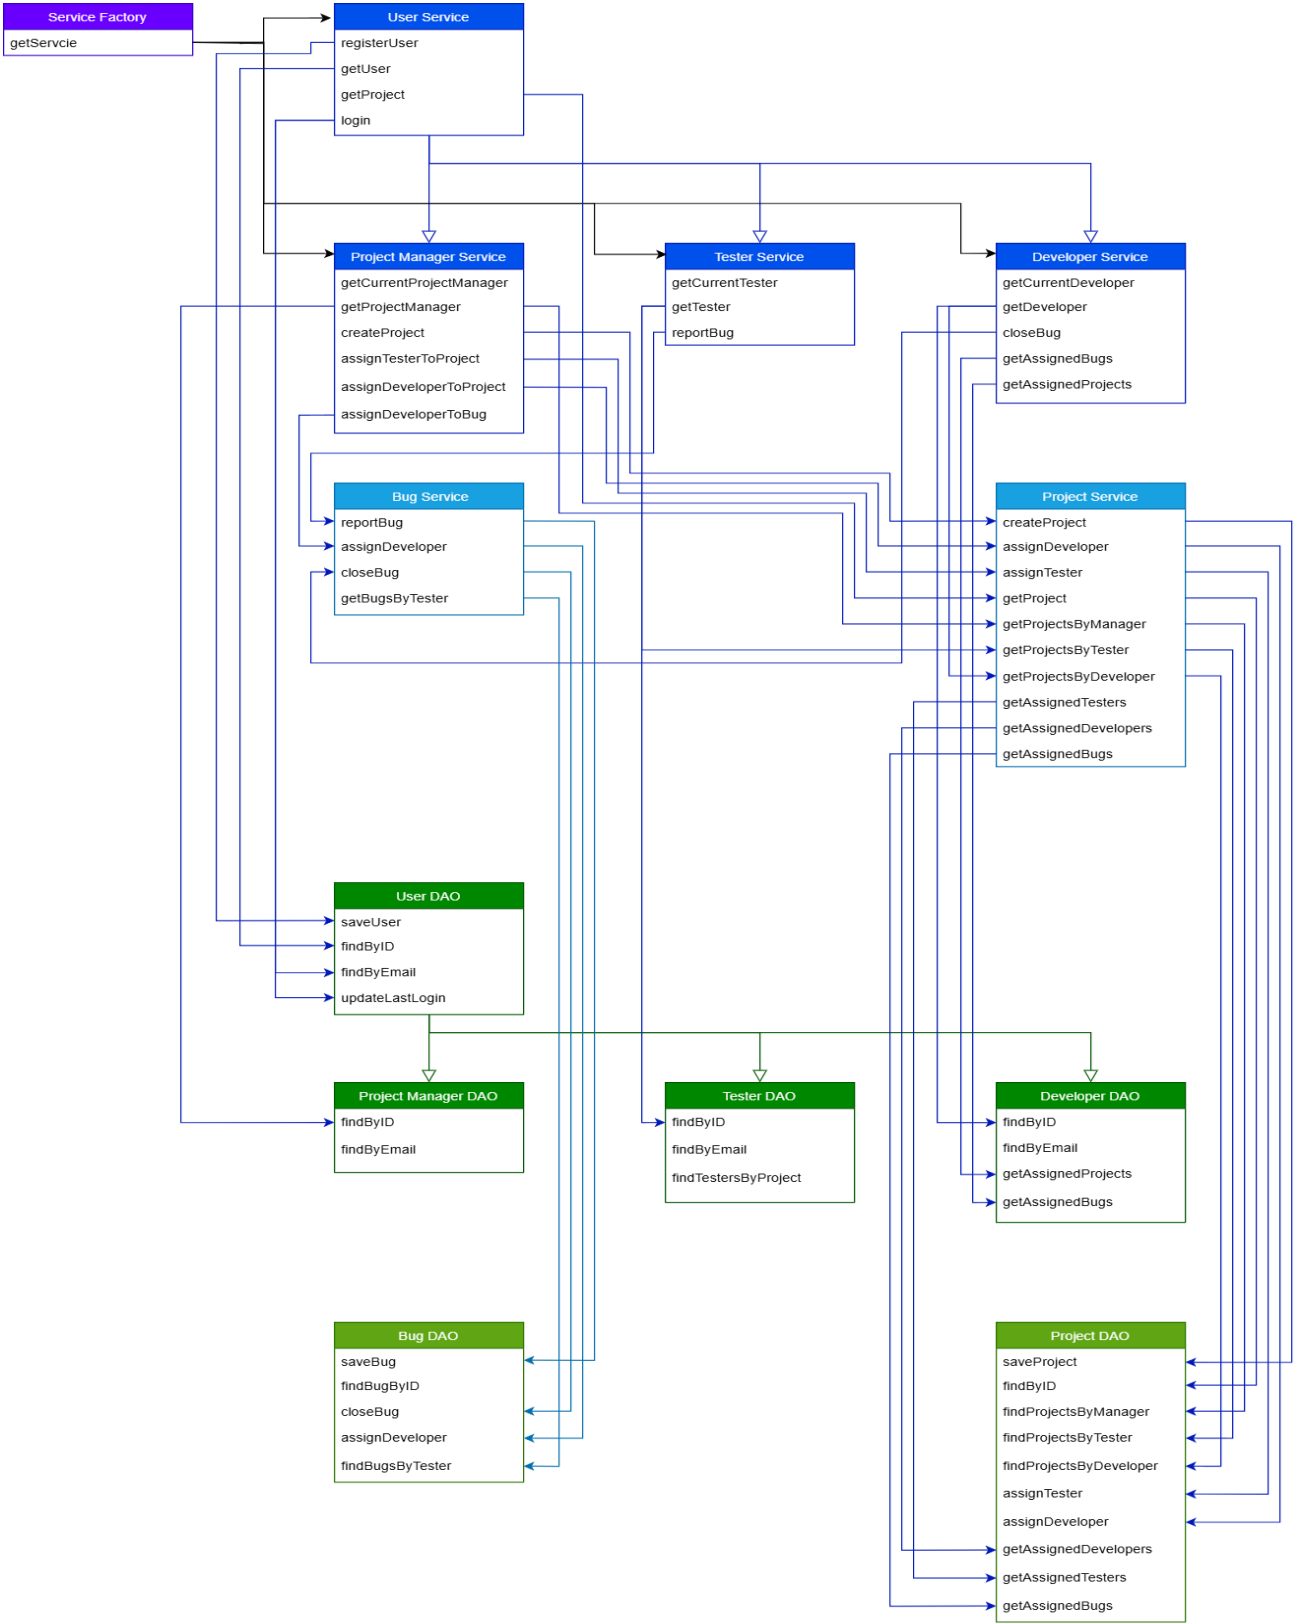 Service Factory
getServcie
User Service
registerUser
getUser
getProject
login
Project Manager Service
getCurrentProjectManager
getProjectManager
createProject
assignTesterToProject
assignDeveloperToProject
assignDeveloperToBug
Tester Service
getCurrentTester
getTester
reportBug
Developer Service
getCurrentDeveloper
getDeveloper
closeBug
getAssignedBugs
getAssignedProjects
Bug Service
reportBug
assignDeveloper
closeBug
getBugsByTester
Project Service
createProject
assignDeveloper
assignTester
getProject
getProjectsByManager
getProjectsByTester
getProjectsByDeveloper
getAssignedTesters
getAssignedDevelopers
getAssignedBugs
User DAO
saveUser
findByID
findByEmail
updateLastLogin
Project Manager DAO
findByID
findByEmail
Tester DAO
findByID
findByEmail
findTestersByProject
Developer DAO
findByID
findByEmail
getAssignedProjects
getAssignedBugs
Bug DAO
saveBug
findBugByID
closeBug
assignDeveloper
findBugsByTester
Project DAO
saveProject
findByID
findProjectsByManager
findProjectsByTester
findProjectsByDeveloper
assignTester
assignDeveloper
getAssignedDevelopers
getAssignedTesters
getAssignedBugs